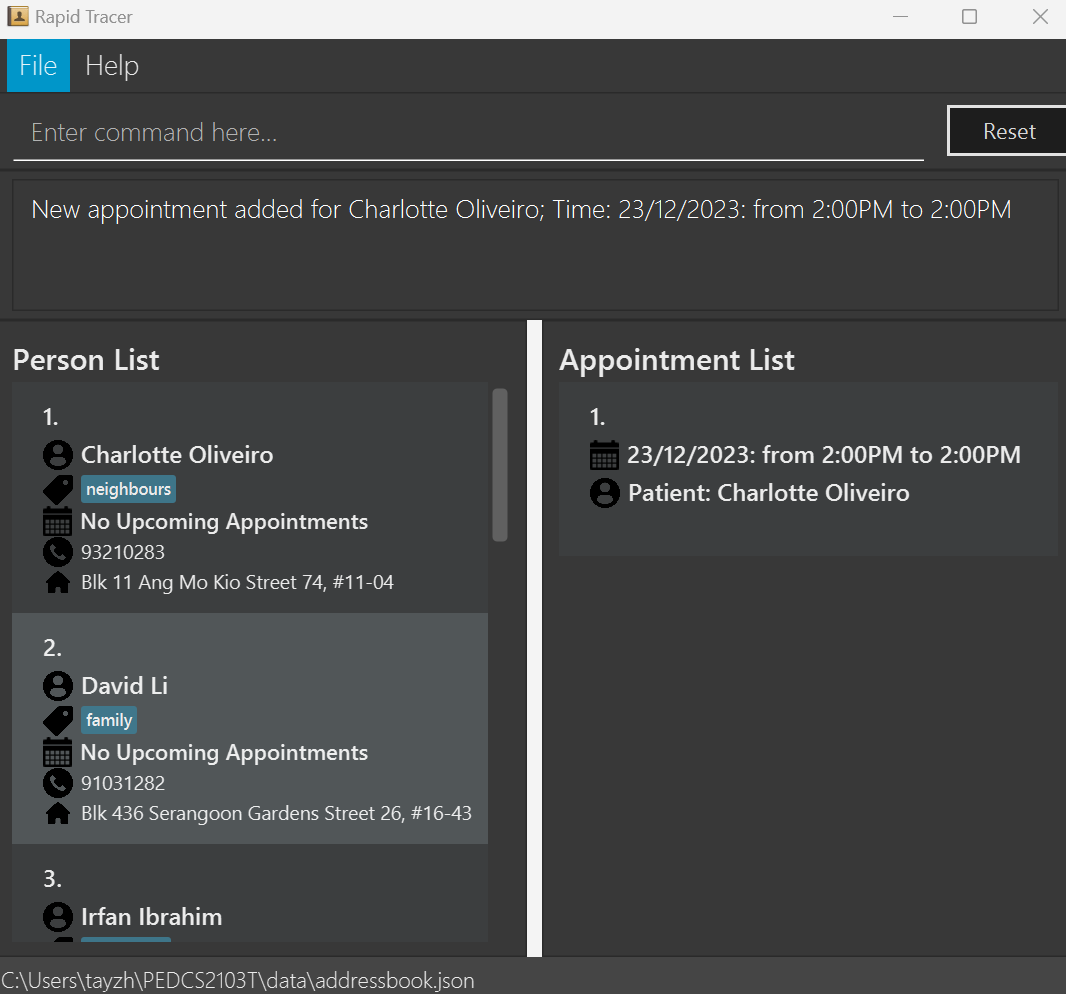 Rapid Tracer
File Help
Enter command here...
Reset
New appointment added for Charlotte Oliveiro; Time: 23/12/2023: from 2:00PM to 2:00PM
Person List
1.
Charlotte Oliveiro
neighbours
No Upcoming Appointments
93210283
Blk 11 Ang Mo Kio Street 74, #11-04
2.
David Li
family
No Upcoming Appointments
91031282
Blk 436 Serangoon Gardens Street 26, #16-43
3.
Irfan Ibrahim
Appointment List
1.
23/12/2023: from 2:00PM to 2:00PM
Patient: Charlotte Oliveiro
C:\Users\tayzh\PEDCS2103T\data\addressbook.json